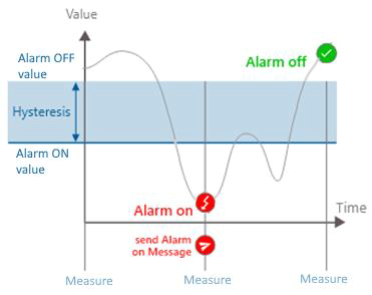 Value
Alarm OFF
value
Alarm off
Hysteresis
Alarm ON
value
Time
Alarm on
send Alarm
on Message
Measure
Measure
Measure